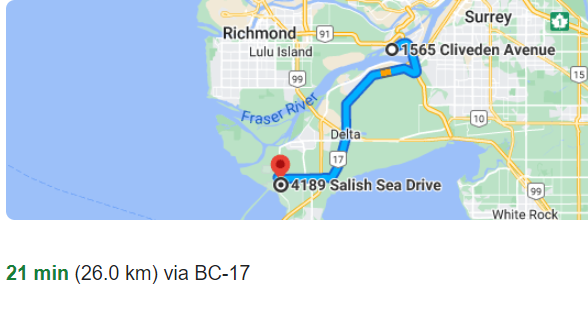 Surrey
1
Richmond
91
Lulu Island
1565 Cliveden Avenue
99
15
Fraser River
10
Delta
17
4189 Salish Sea Drive
99
White Rock
21 min (26.0 km) via BC-17